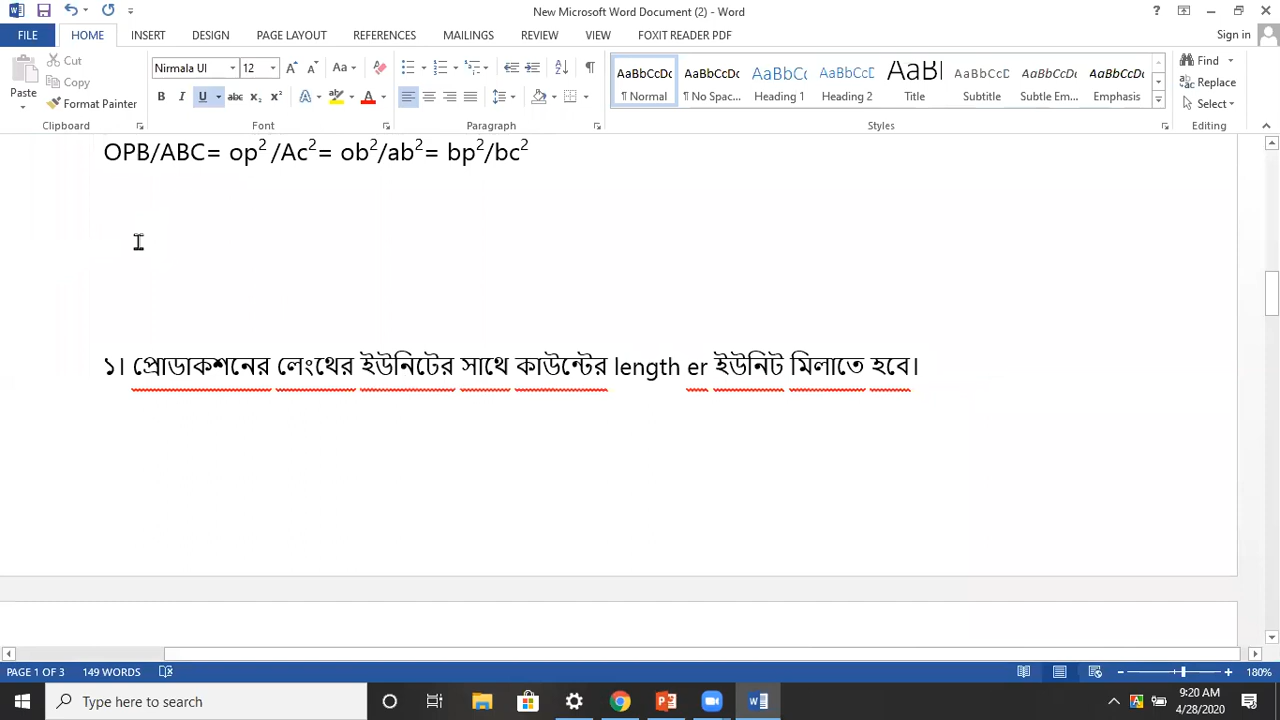 New Microsoft Word Document (2) - Word
FILE HOME INSERT DESIGN PAGE LAYOUT REFERENCES MAILINGS REVIEW VIEW FOXIT READER PDF Sign in
Paste
Cut
Copy
Format Painter
Clipboard
Nirmala UI 12
Font
Paragraph
AaBbCcDc AaBbCcDc AaBbCc AaBbCcD AaBl AaBbCcD AaBbCcDc AaBbCcDc
¶ Normal ¶ No Spac... Heading 1 Heading 2 Title Subtitle Subtle Em... Emphasis
Styles
Find
Replace
Select
Editing
OPB/ABC= op² /Ac²= ob²/ab²= bp²/bc²
১। প্রোডাকশনের লেংথের ইউনিটের সাথে কাউন্টের length er ইউনিট মিলাতে হবে।
PAGE 1 OF 3 149 WORDS 180%
Type here to search
9:20 AM
4/28/2020